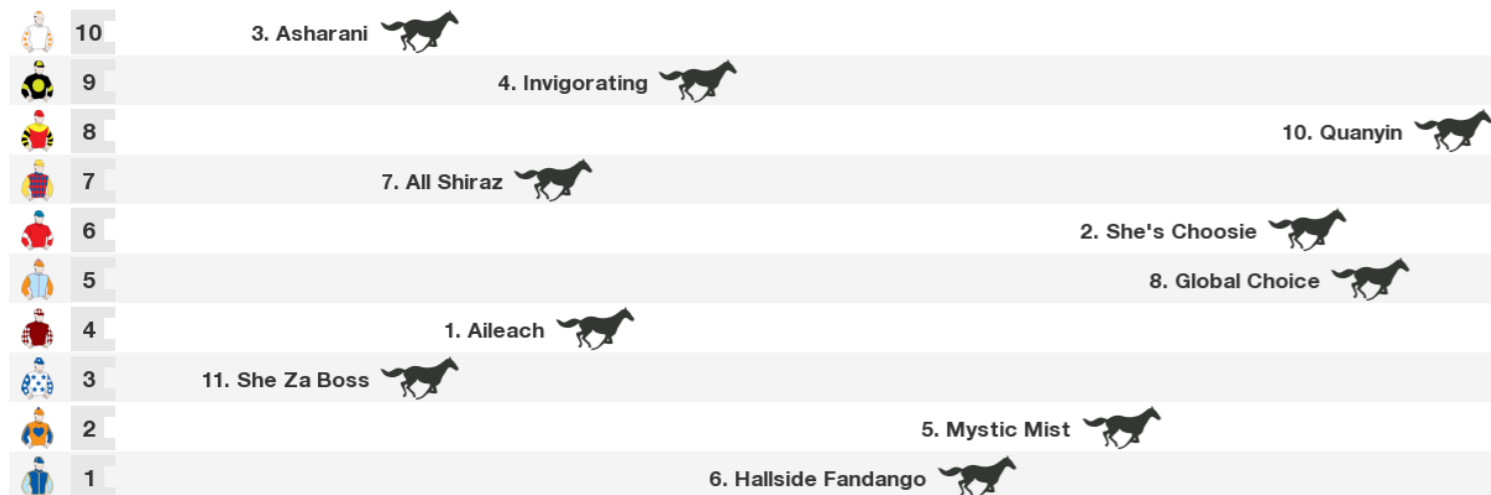 10 3. Asharani
9 4. Invigorating
8 10. Quanyin
7 7. All Shiraz
6 2. She's Choosie
5 8. Global Choice
4 1. Aileach
3 11. She Za Boss
2 5. Mystic Mist
1 6. Hallside Fandango